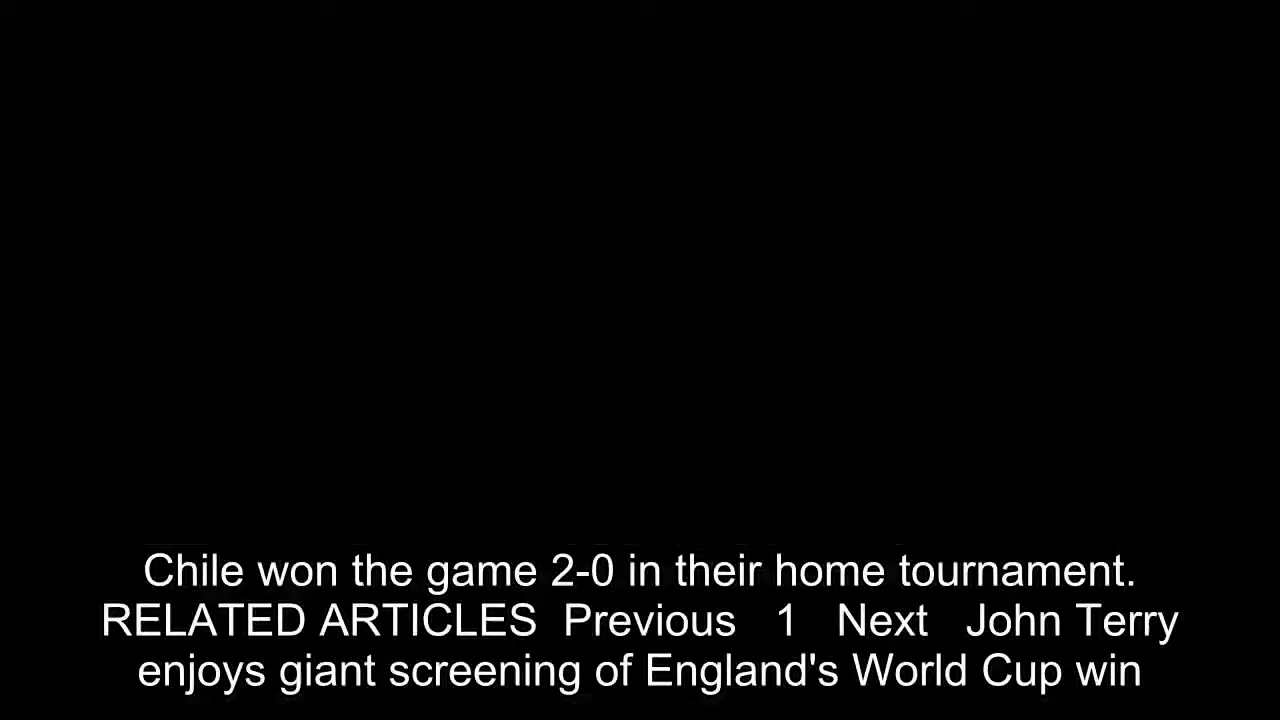 Chile won the game 2-0 in their home tournament.
RELATED ARTICLES  Previous   1   Next   John Terry
enjoys giant screening of England's World Cup win